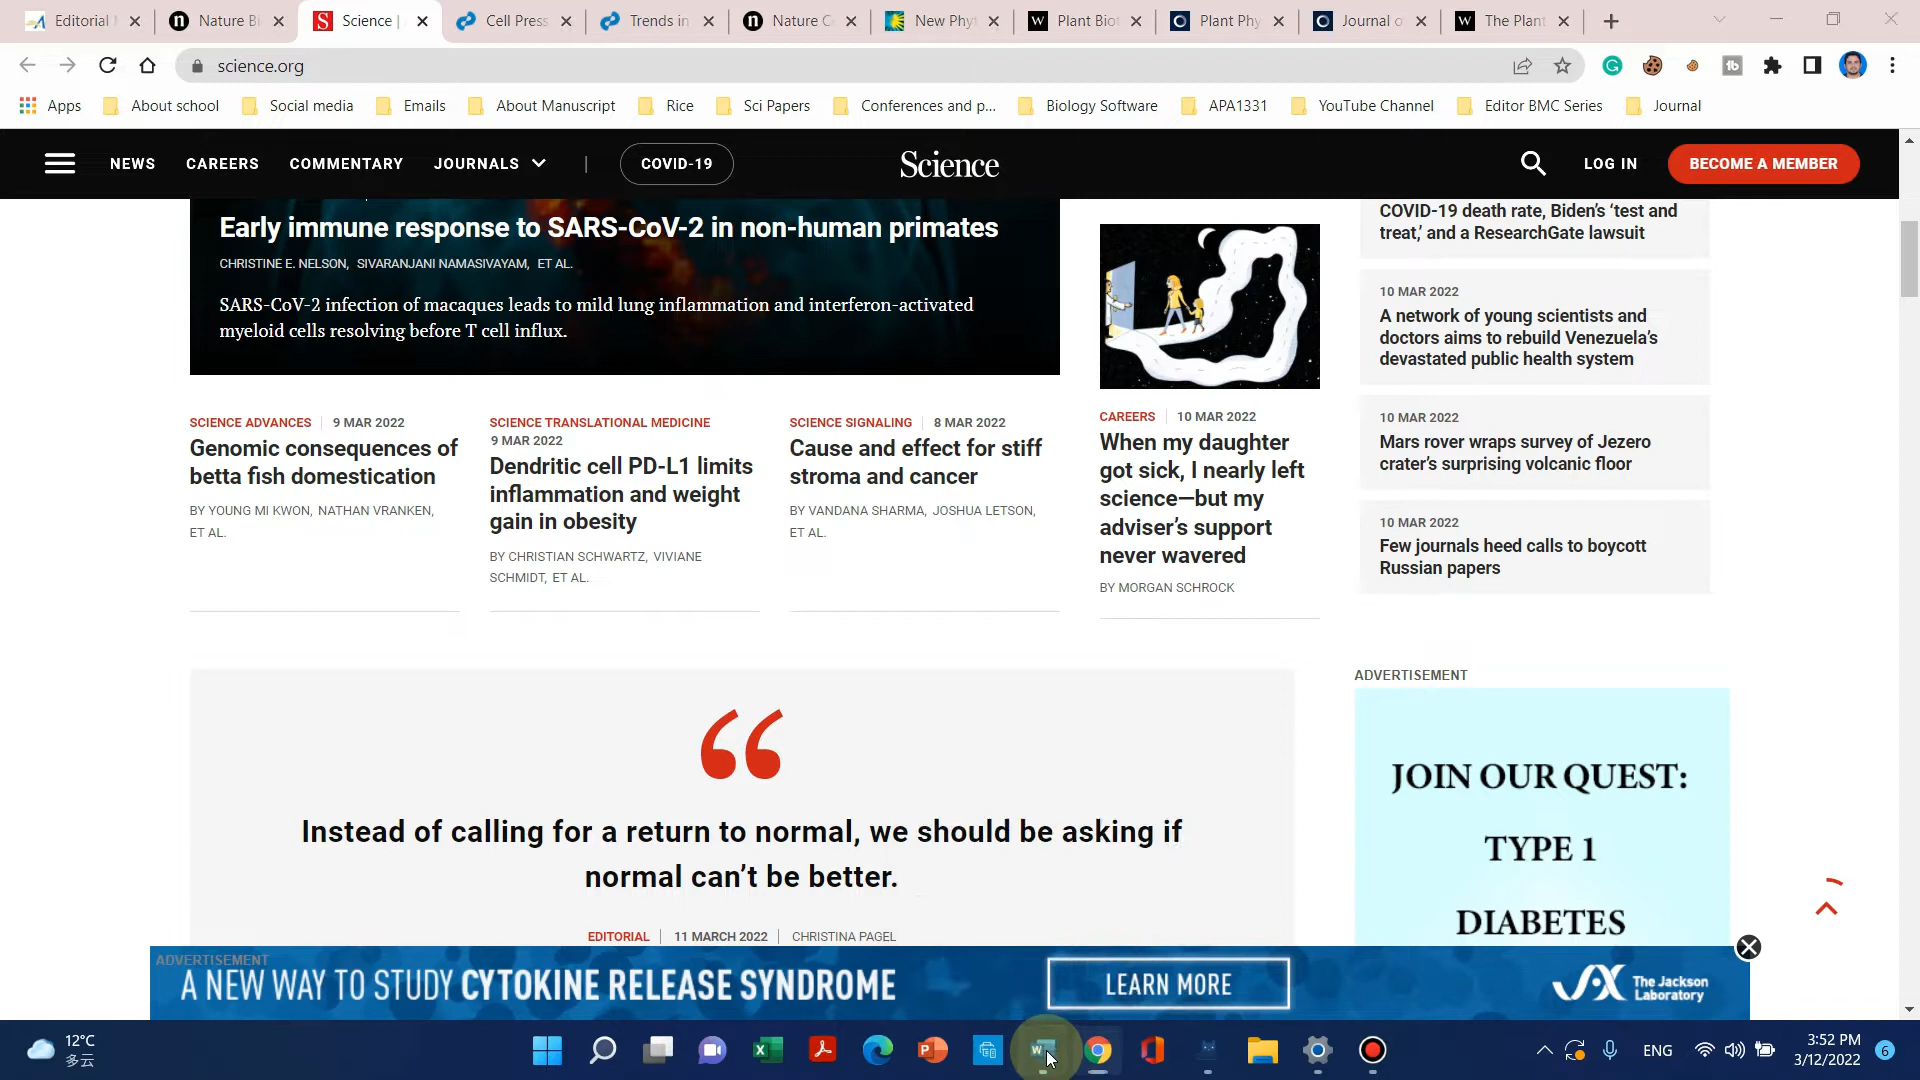 Editorial
Nature Bi
Science |
Cell Press
Trends in
Nature C
New Phy
Plant Bio
Plant Phy
Journal o
The Plant
science.org
Apps
About school
Social media
Emails
About Manuscript
Rice
Sci Papers
Conferences and p...
Biology Software
APA1331
YouTube Channel
Editor BMC Series
Journal
NEWS
CAREERS
COMMENTARY
JOURNALS
COVID-19
Science
LOG IN
BECOME A MEMBER
Early immune response to SARS-CoV-2 in non-human primates
CHRISTINE E. NELSON, SIVARANJANI NAMASIVAYAM, ET AL.
SARS-CoV-2 infection of macaques leads to mild lung inflammation and interferon-activated
myeloid cells resolving before T cell influx.
SCIENCE ADVANCES | 9 MAR 2022
Genomic consequences of
betta fish domestication
BY YOUNG MI KWON, NATHAN VRANKEN,
ET AL.
SCIENCE TRANSLATIONAL MEDICINE
9 MAR 2022
Dendritic cell PD-L1 limits
inflammation and weight
gain in obesity
BY CHRISTIAN SCHWARTZ, VIVIANE
SCHMIDT, ET AL.
SCIENCE SIGNALING | 8 MAR 2022
Cause and effect for stiff
stroma and cancer
BY VANDANA SHARMA, JOSHUA LETSON,
ET AL.
CAREERS | 10 MAR 2022
When my daughter
got sick, I nearly left
science—but my
adviser’s support
never wavered
BY MORGAN SCHROCK
COVID-19 death rate, Biden’s ‘test and
treat,’ and a ResearchGate lawsuit
10 MAR 2022
A network of young scientists and
doctors aims to rebuild Venezuela’s
devastated public health system
10 MAR 2022
Mars rover wraps survey of Jezero
crater’s surprising volcanic floor
10 MAR 2022
Few journals heed calls to boycott
Russian papers
“
Instead of calling for a return to normal, we should be asking if
normal can’t be better.
EDITORIAL | 11 MARCH 2022 | CHRISTINA PAGEL
ADVERTISEMENT
JOIN OUR QUEST:
TYPE 1
DIABETES
ADVERTISEMENT
A NEW WAY TO STUDY CYTOKINE RELEASE SYNDROME
LEARN MORE
JAX The Jackson
Laboratory
12°C
多云
ENG
3:52 PM
3/12/2022
6